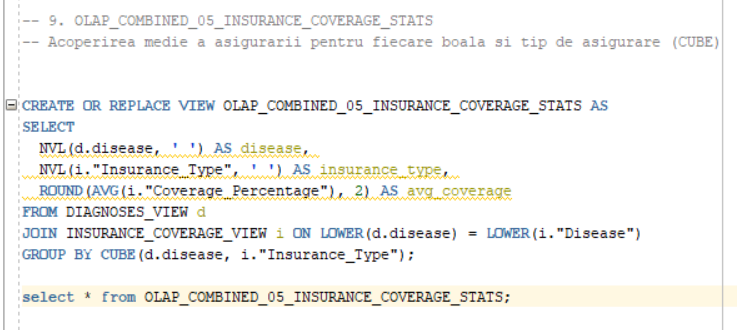 -- 9. OLAP_COMBINED_05_INSURANCE_COVERAGE_STATS
-- Acoperirea medie a asigurarii pentru fiecare boala si tip de asigurare (CUBE)
CREATE OR REPLACE VIEW OLAP_COMBINED_05_INSURANCE_COVERAGE_STATS AS
SELECT
  NVL(d.disease, ' ') AS disease,
  NVL(i."Insurance_Type", ' ') AS insurance_type,
  ROUND(AVG(i."Coverage_Percentage"), 2) AS avg_coverage
FROM DIAGNOSES_VIEW d
JOIN INSURANCE_COVERAGE_VIEW i ON LOWER(d.disease) = LOWER(i."Disease")
GROUP BY CUBE(d.disease, i."Insurance_Type");
select * from OLAP_COMBINED_05_INSURANCE_COVERAGE_STATS;